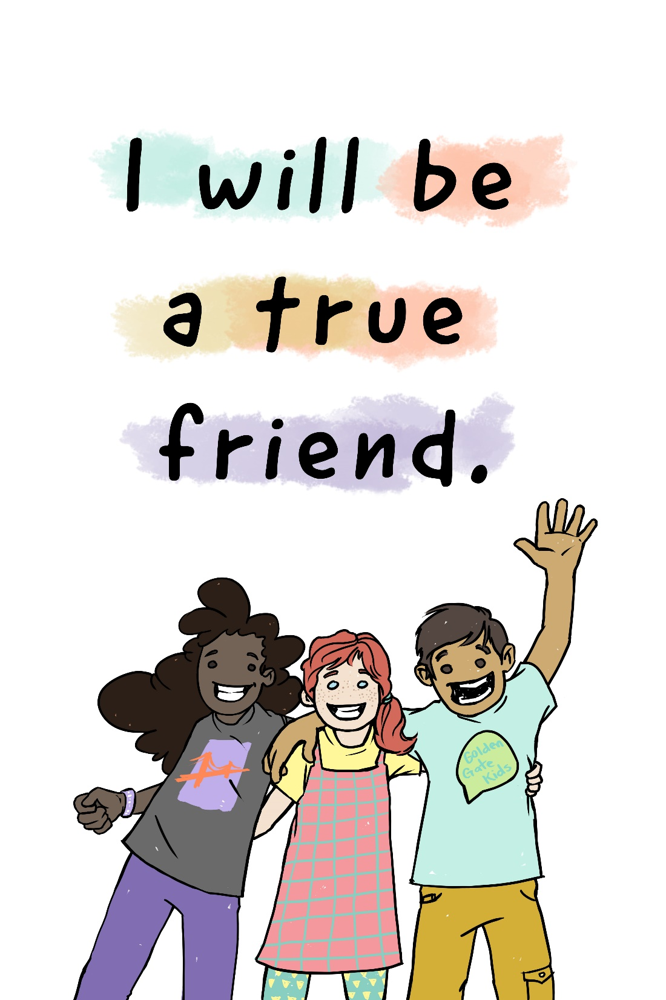 I will be
a true
friend.
Golden
Gate
Kids